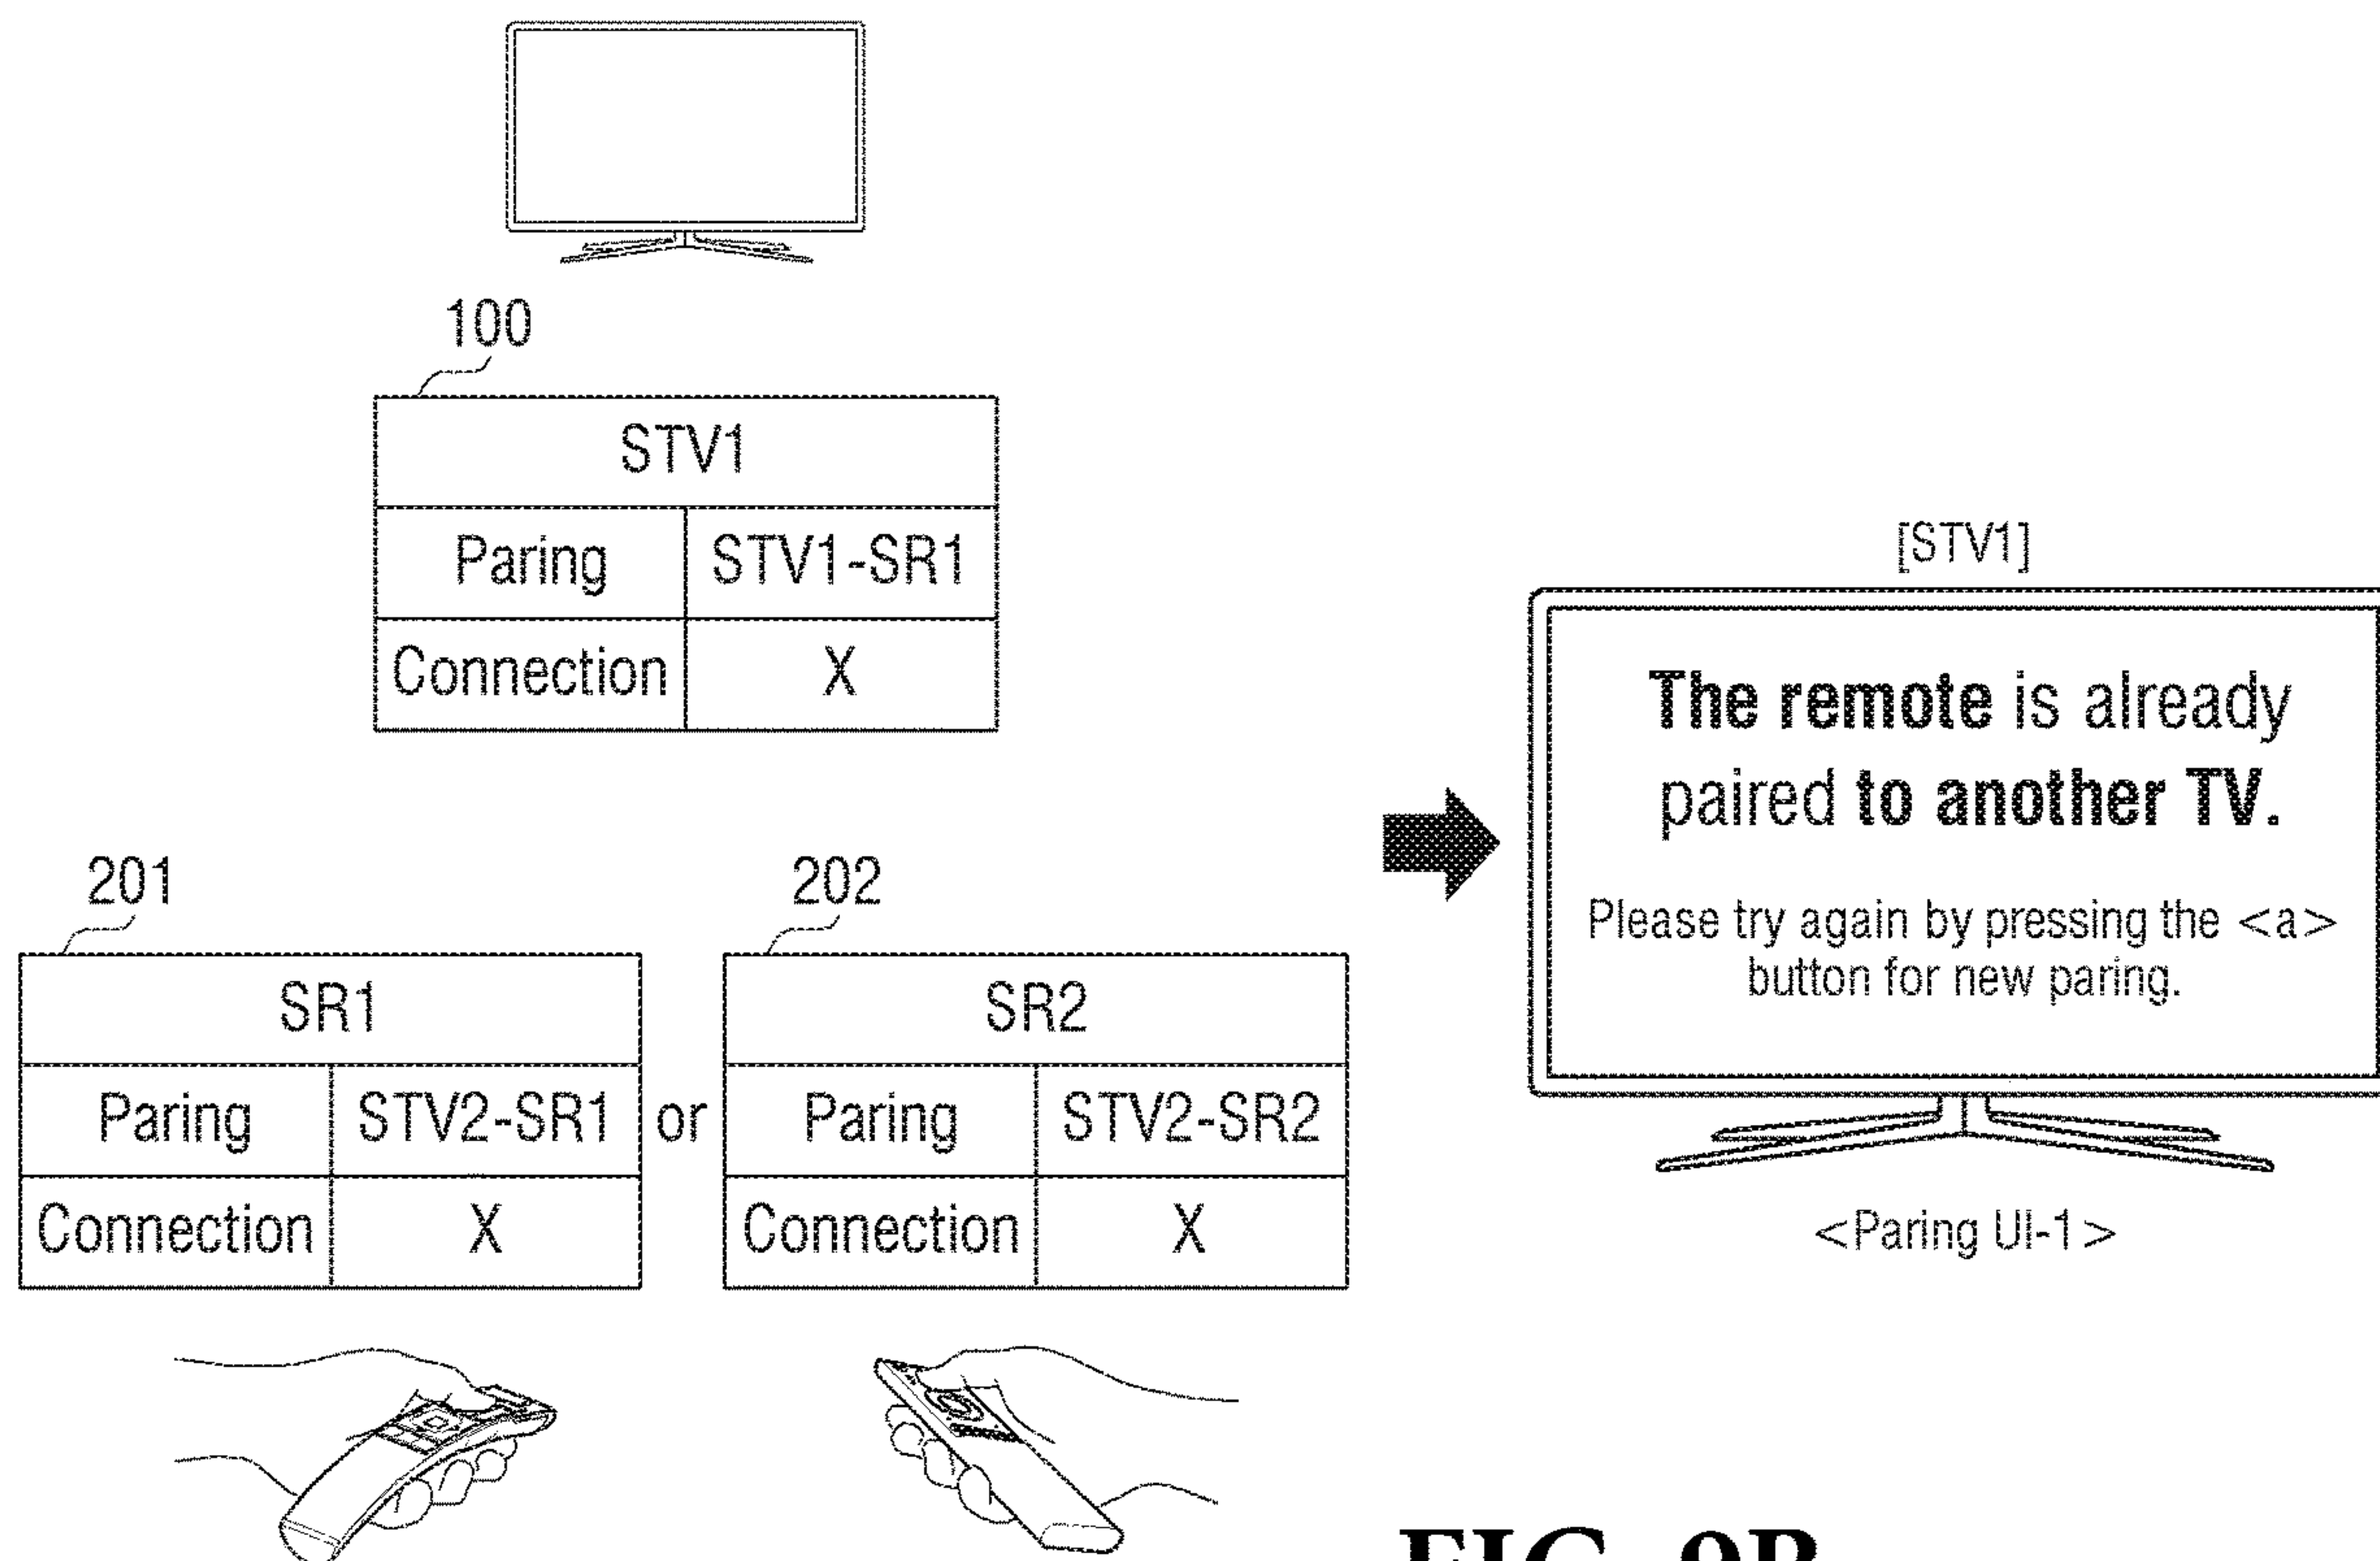 100
STV1
Paring STV1-SR1
Connection X
201
SR1
Paring STV2-SR1
Connection X
or
202
SR2
Paring STV2-SR2
Connection X
[STV1]
The remote is already
paired to another TV.
Please try again by pressing the <a>
button for new paring.
<Paring UI-1>
FIG. 9B